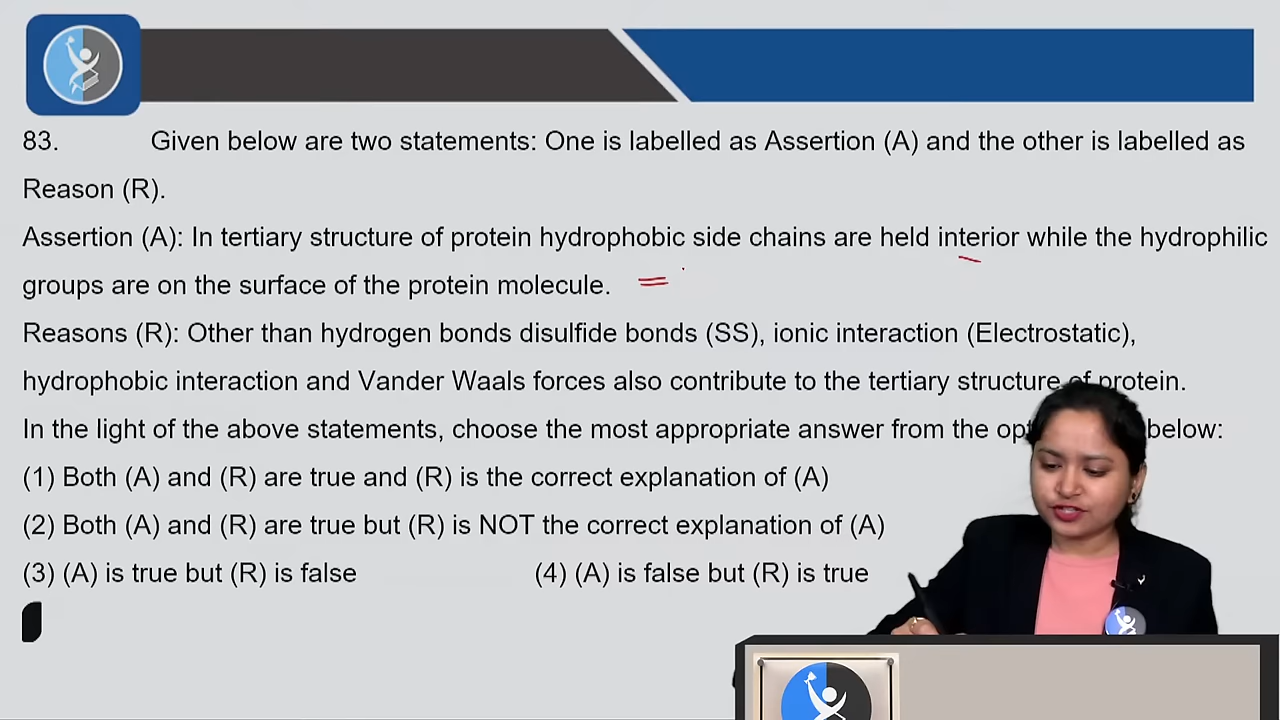 83. Given below are two statements: One is labelled as Assertion (A) and the other is labelled as
Reason (R).
Assertion (A): In tertiary structure of protein hydrophobic side chains are held interior while the hydrophilic
groups are on the surface of the protein molecule.
Reasons (R): Other than hydrogen bonds disulfide bonds (SS), ionic interaction (Electrostatic),
hydrophobic interaction and Vander Waals forces also contribute to the tertiary structure of protein.
In the light of the above statements, choose the most appropriate answer from the below:
(1) Both (A) and (R) are true and (R) is the correct explanation of (A)
(2) Both (A) and (R) are true but (R) is NOT the correct explanation of (A)
(3) (A) is true but (R) is false (4) (A) is false but (R) is true